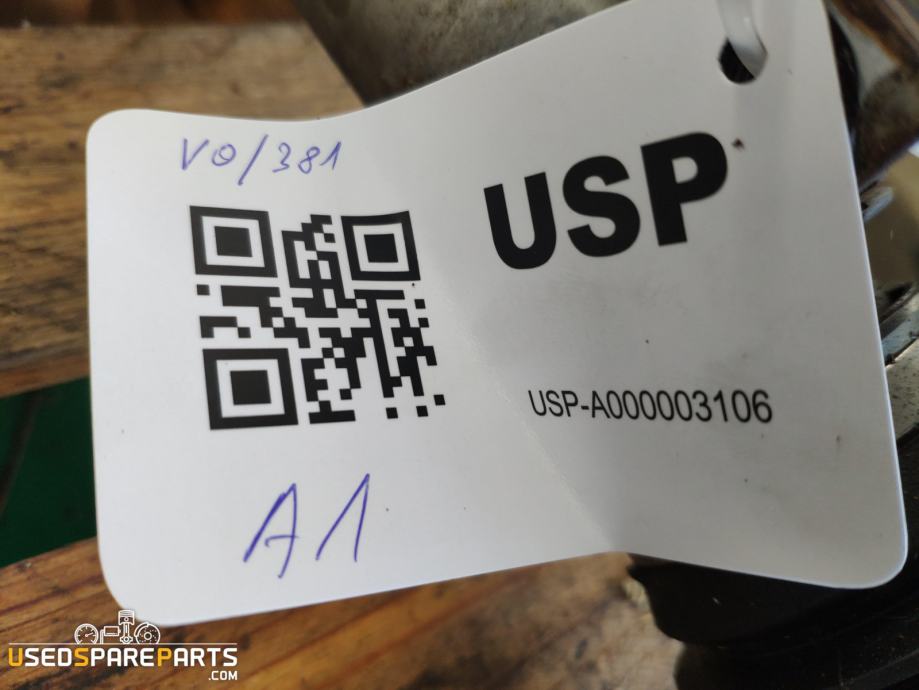 VO/381
USP
USP-A000003106
A1
USEDSPAREPARTS
.COM